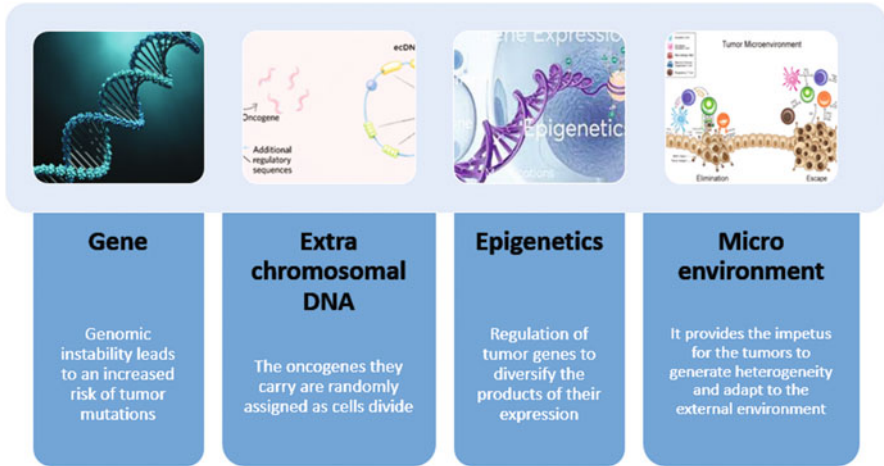 ecDN
Oncogene
Additional
regulatory
sequences
ene Expression
Epigenetics
Tumor Microenvironment
Elimination
Escape
Gene
Genomic
instability leads
to an increased
risk of tumor
mutations
Extra
chromosomal
DNA
The oncogenes they
carry are randomly
assigned as cells divide
Epigenetics
Regulation of
tumor genes to
diversify the
products of their
expression
Micro
environment
It provides the impetus
for the tumors to
generate heterogeneity
and adapt to the
external environment